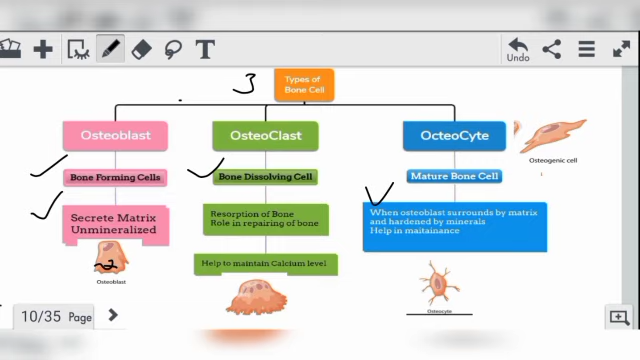 T
Undo
3
Types of
Bone Cell
Osteoblast
OsteoClast
OcteoCyte
Osteogenic cell
Bone Forming Cells
Bone Dissolving Cell
Mature Bone Cell
Secrete Matrix
Unmineralized
Resorption of Bone
Role in repairing of bone
When osteoblast surrounds by matrix
and hardened by minerals
Help in maitainance
Help to maintain Calcium level
Osteoblast
Osteocyte
10/35 Page